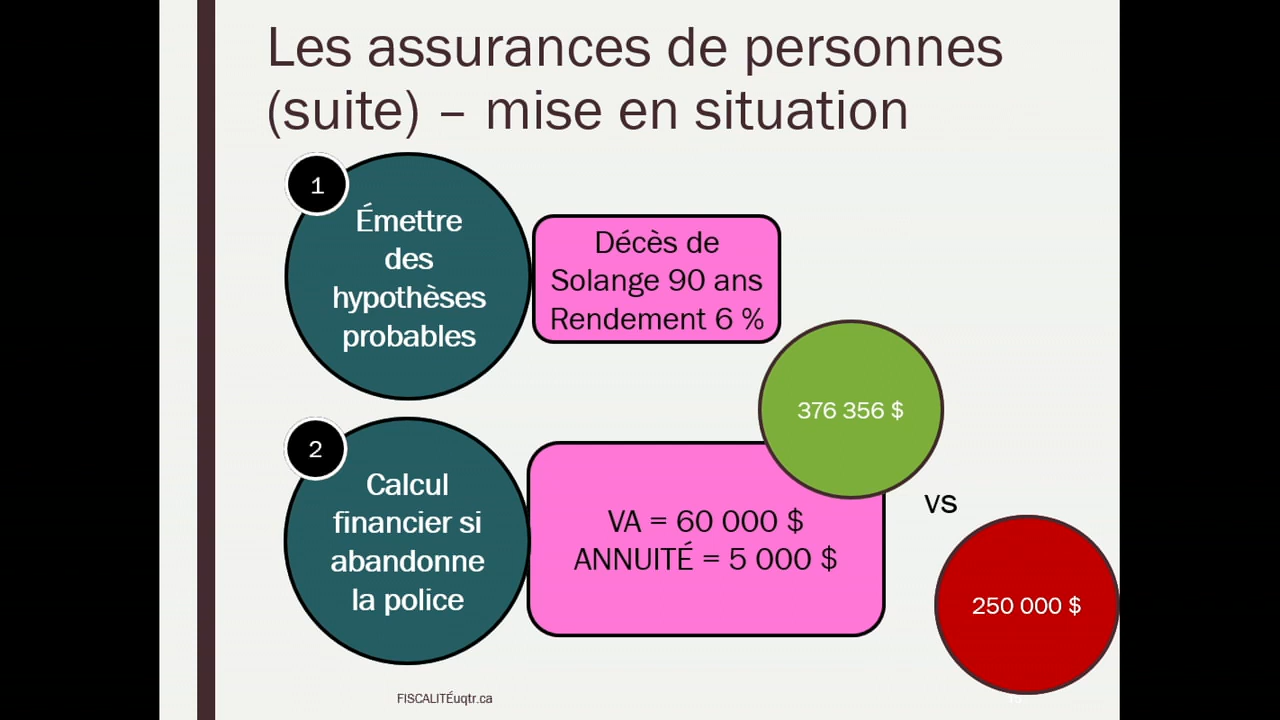 Les assurances de personnes
(suite) – mise en situation
1
Émettre
des
hypothèses
probables
Décès de
Solange 90 ans
Rendement 6 %
2
Calcul
financier si
abandonne
la police
VA = 60 000 $
ANNUITÉ = 5 000 $
376 356 $
vs
250 000 $
FISCALITÉuqtr.ca